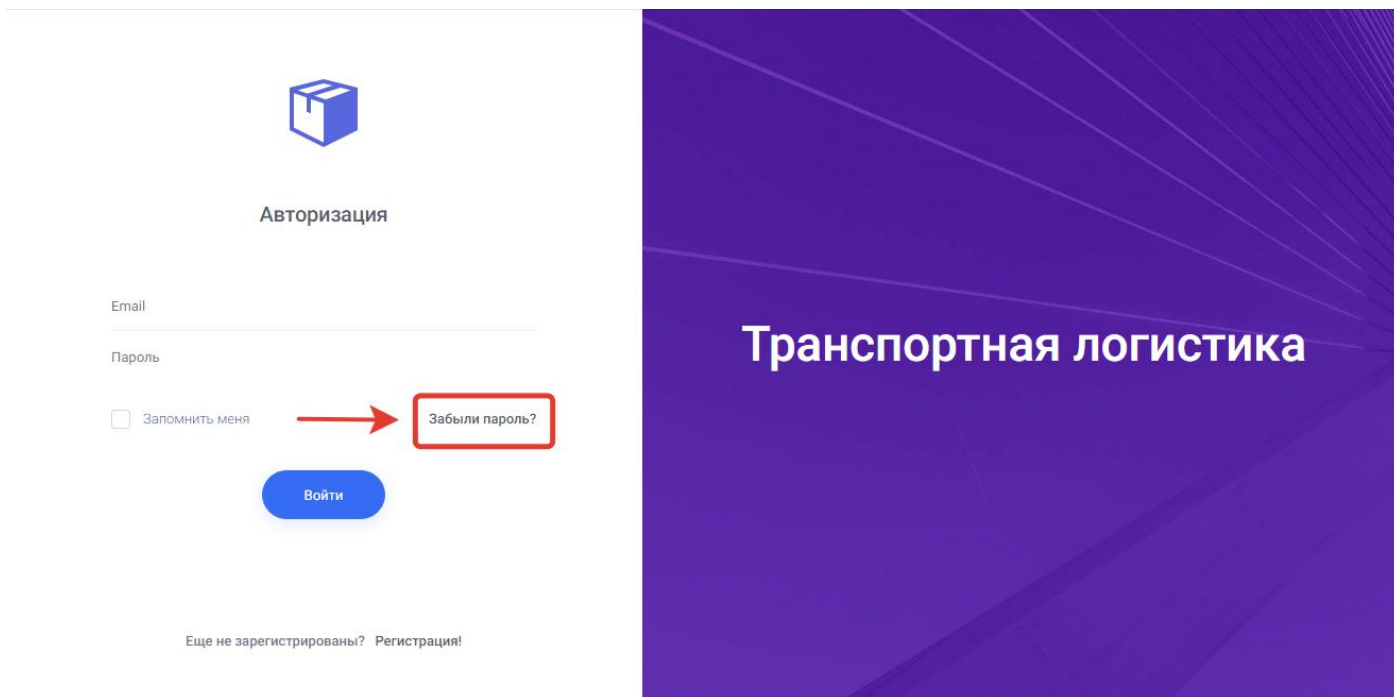 Авторизация
Email
Пароль
Запомнить меня
Забыли пароль?
Войти
Еще не зарегистрированы? Регистрация!
Транспортная логистика